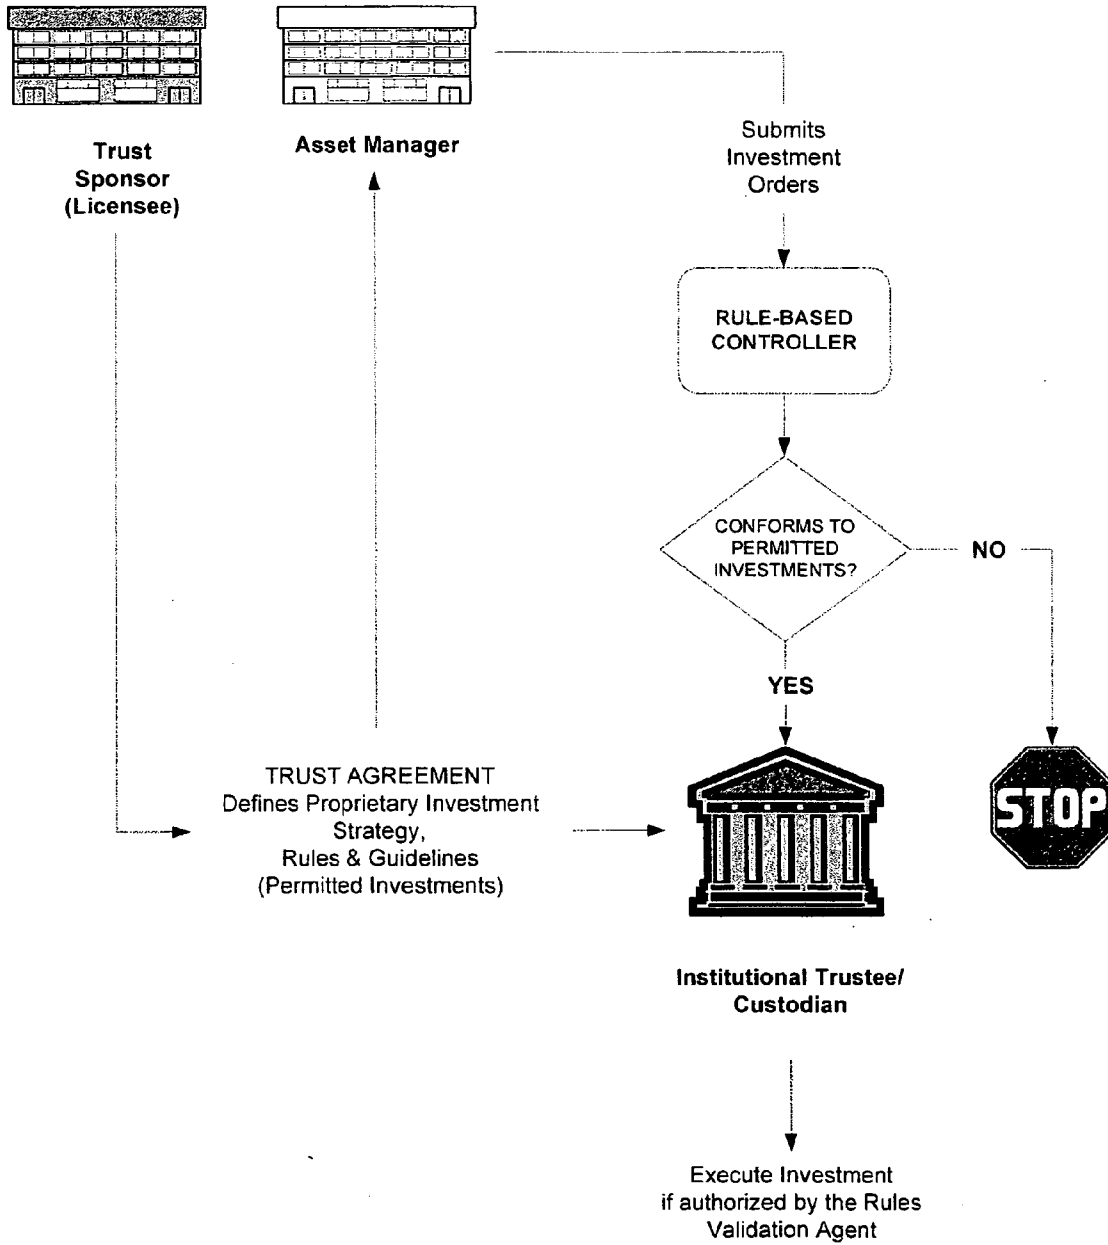 Trust
Sponsor
(Licensee)
Asset Manager
Submits
Investment
Orders
RULE-BASED
CONTROLLER
CONFORMS TO
PERMITTED
INVESTMENTS?
NO
YES
STOP
TRUST AGREEMENT
Defines Proprietary Investment
Strategy,
Rules & Guidelines
(Permitted Investments)
Institutional Trustee/
Custodian
Execute Investment
if authorized by the Rules
Validation Agent